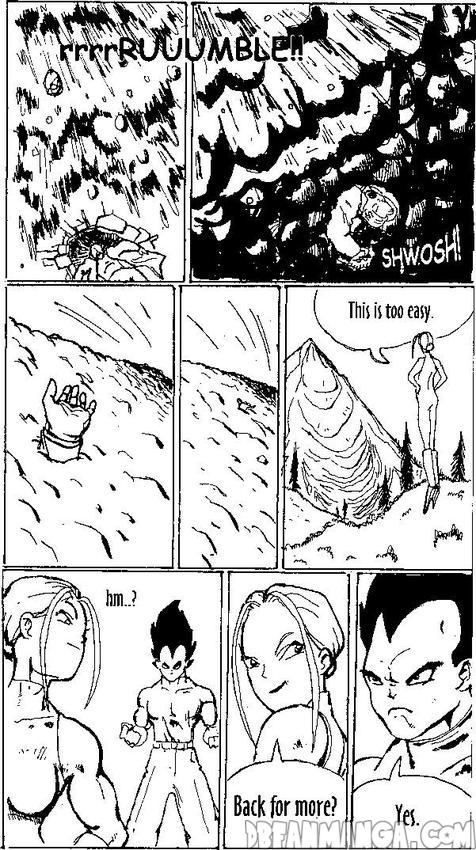 rrrrRUUUMBLE!!
SHWOSH!
This is too easy.
hm..?
Back for more?
Yes.
DBFANMANGA.COM